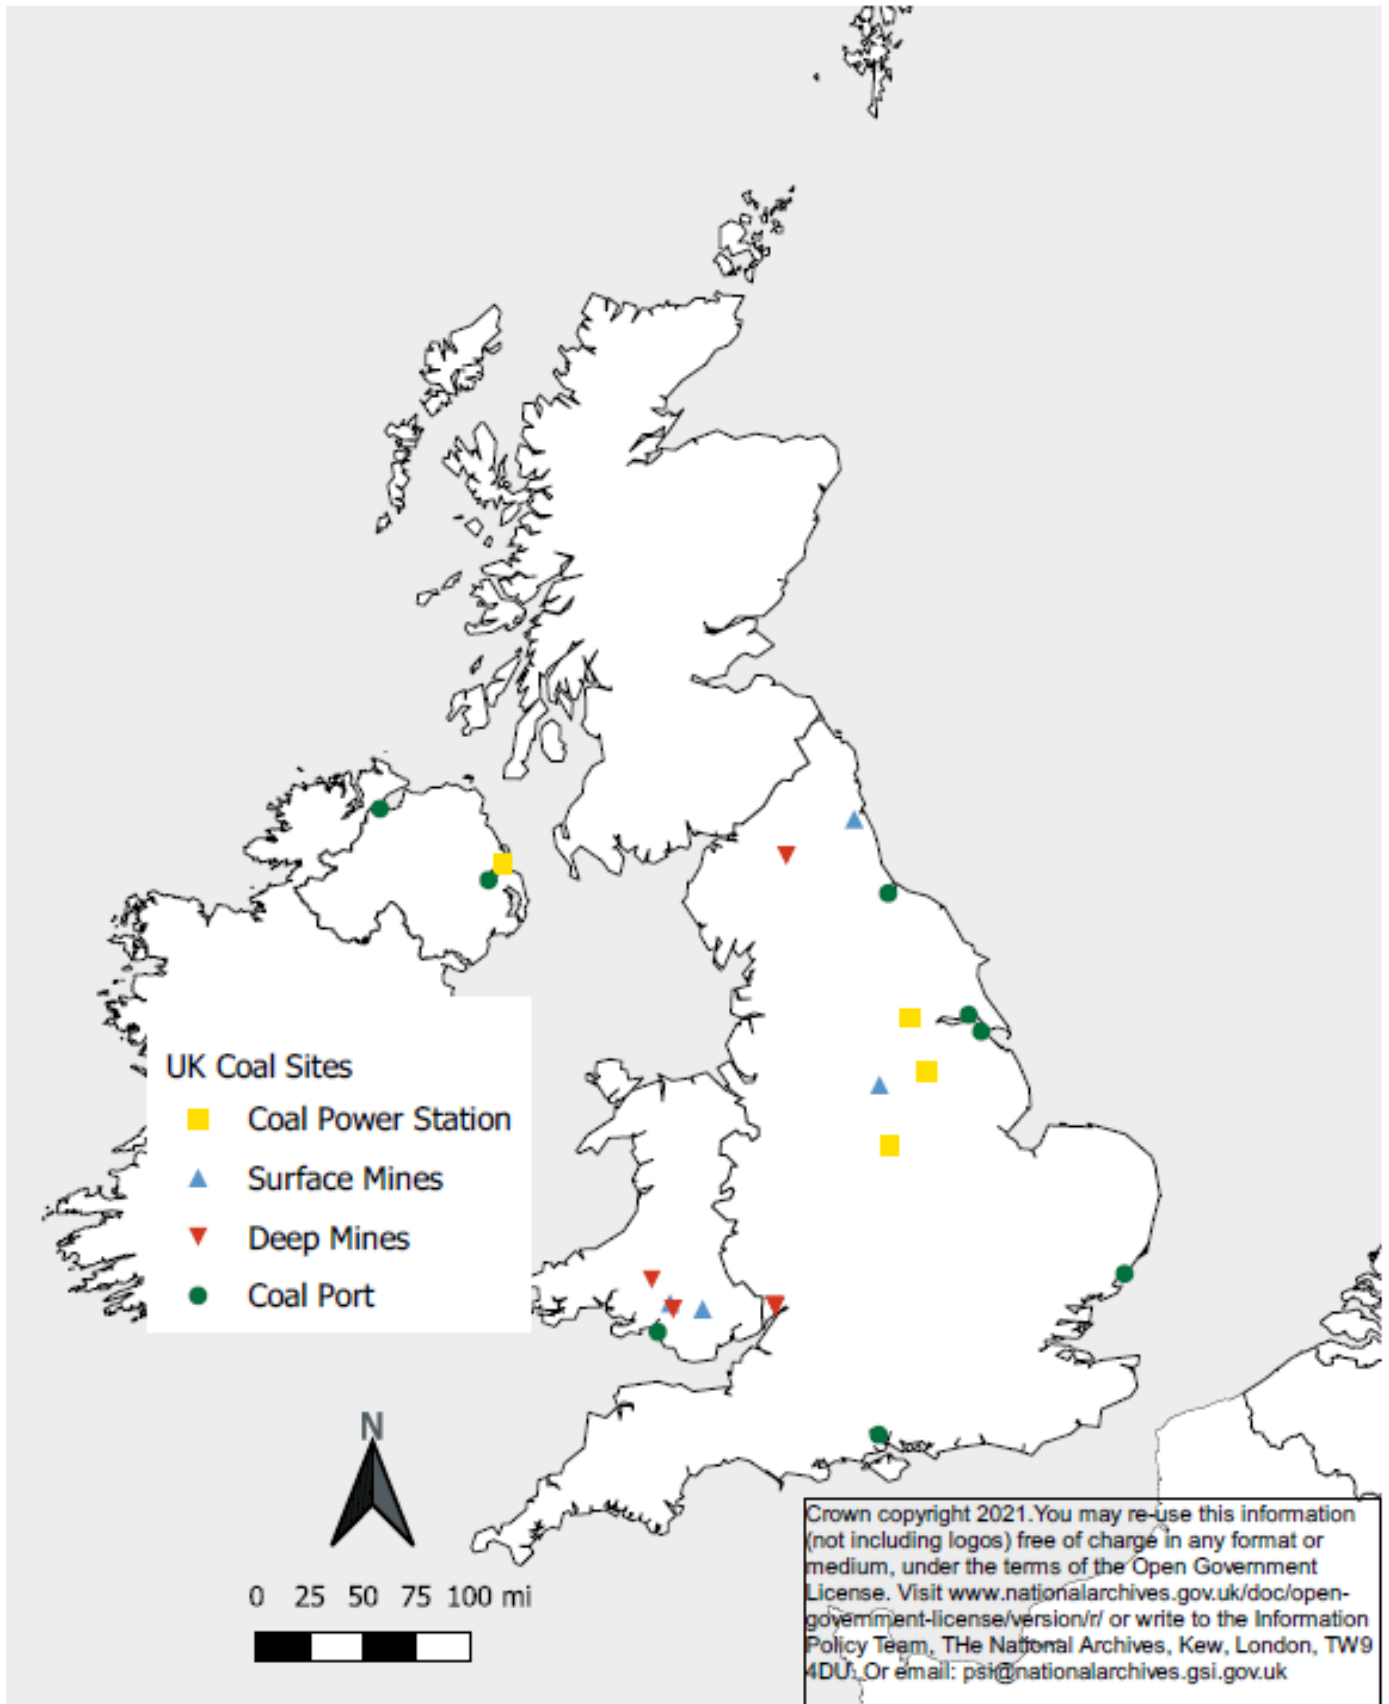 UK Coal Sites
Coal Power Station
Surface Mines
Deep Mines
Coal Port
N
0 25 50 75 100 mi
Crown copyright 2021.You may re-use this information
(not including logos) free of charge in any format or
medium, under the terms of the Open Government
License. Visit www.nationalarchives.gov.uk/doc/open-
government-license/version/r/ or write to the Information
Policy Team, THe National Archives, Kew, London, TW9
4DU. Or email: psi@nationalarchives.gsi.gov.uk